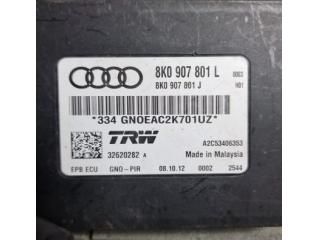 8K0 907 801 L 0003
8K0 907 801 J H01
*334 GN0EAC2K701UZ*
TRW
32620282 A
A2C53406353
Made in Malaysia
EPB ECU GNO-PIR 08.10.12 0002 2544